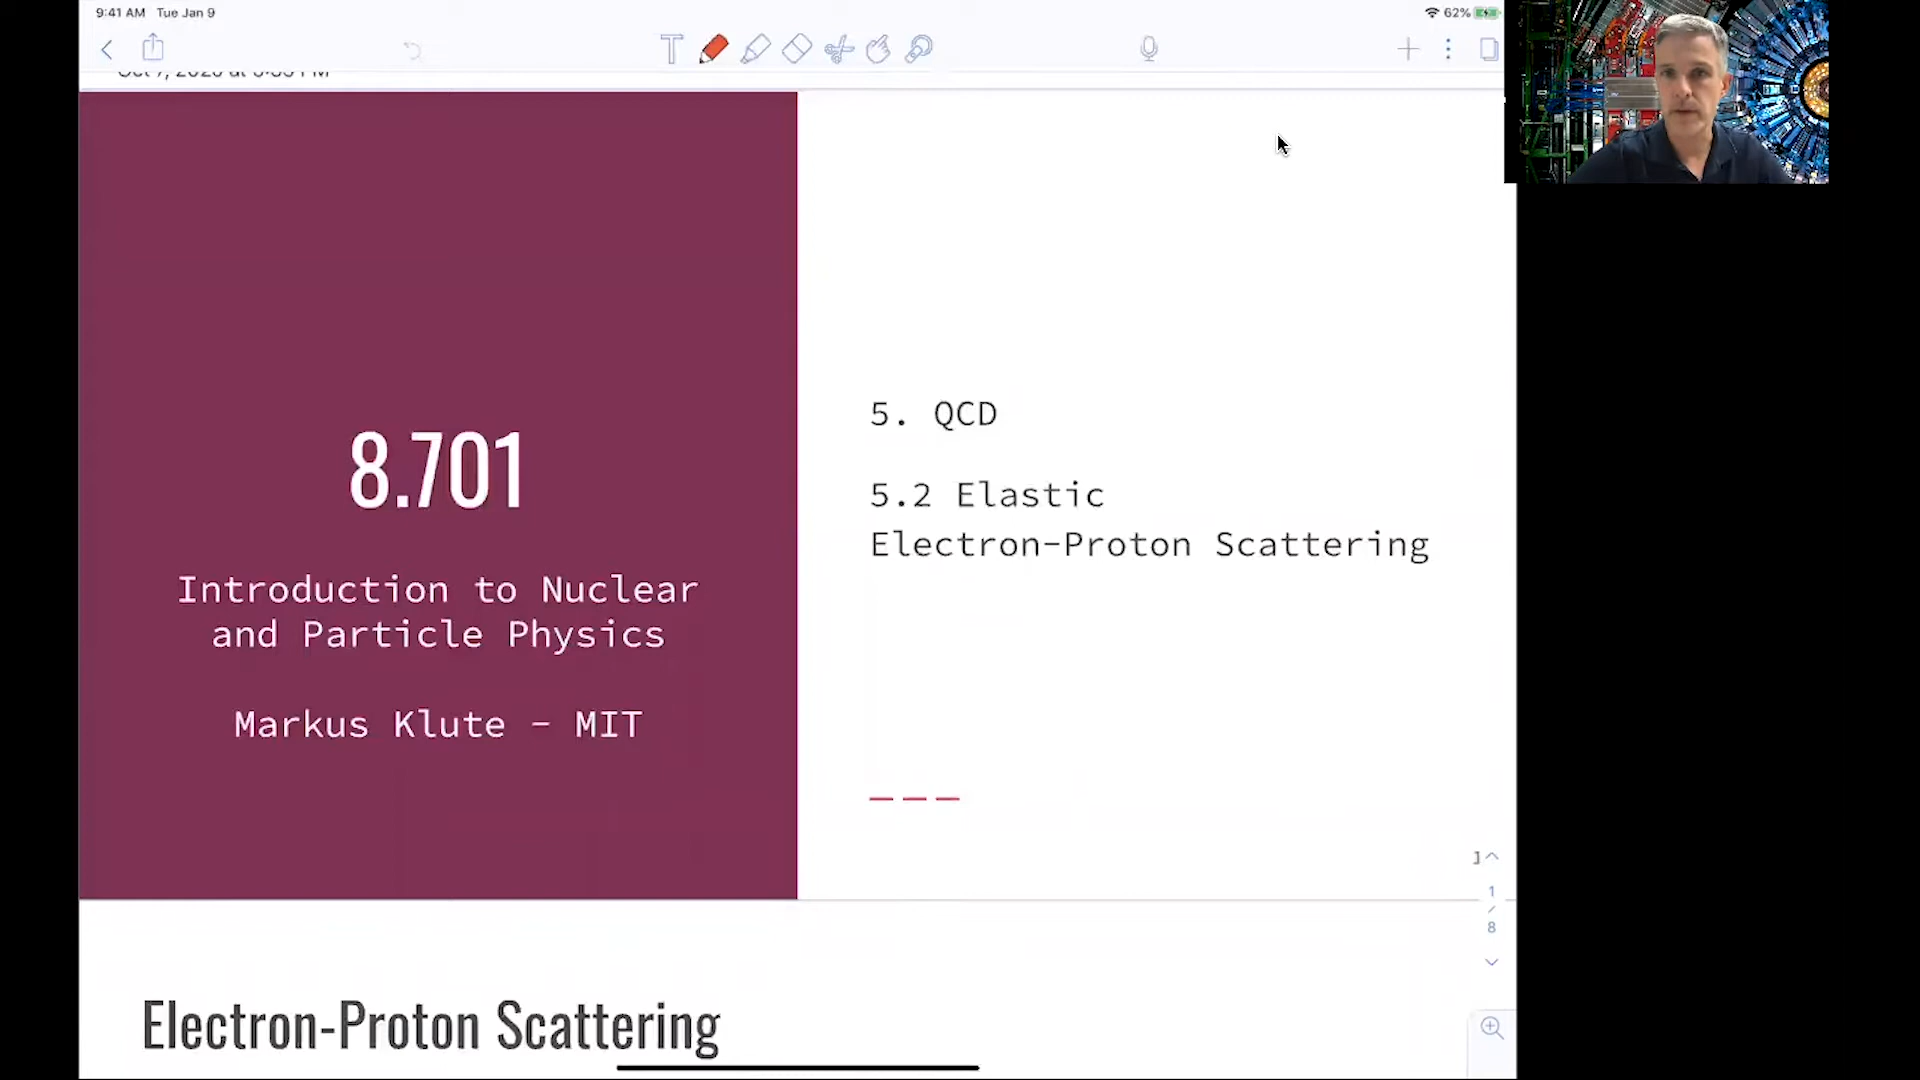 9:41 AM Tue Jan 9
62%
8.701
Introduction to Nuclear
and Particle Physics
Markus Klute - MIT
5. QCD
5.2 Elastic
Electron-Proton Scattering
1
8
Electron-Proton Scattering